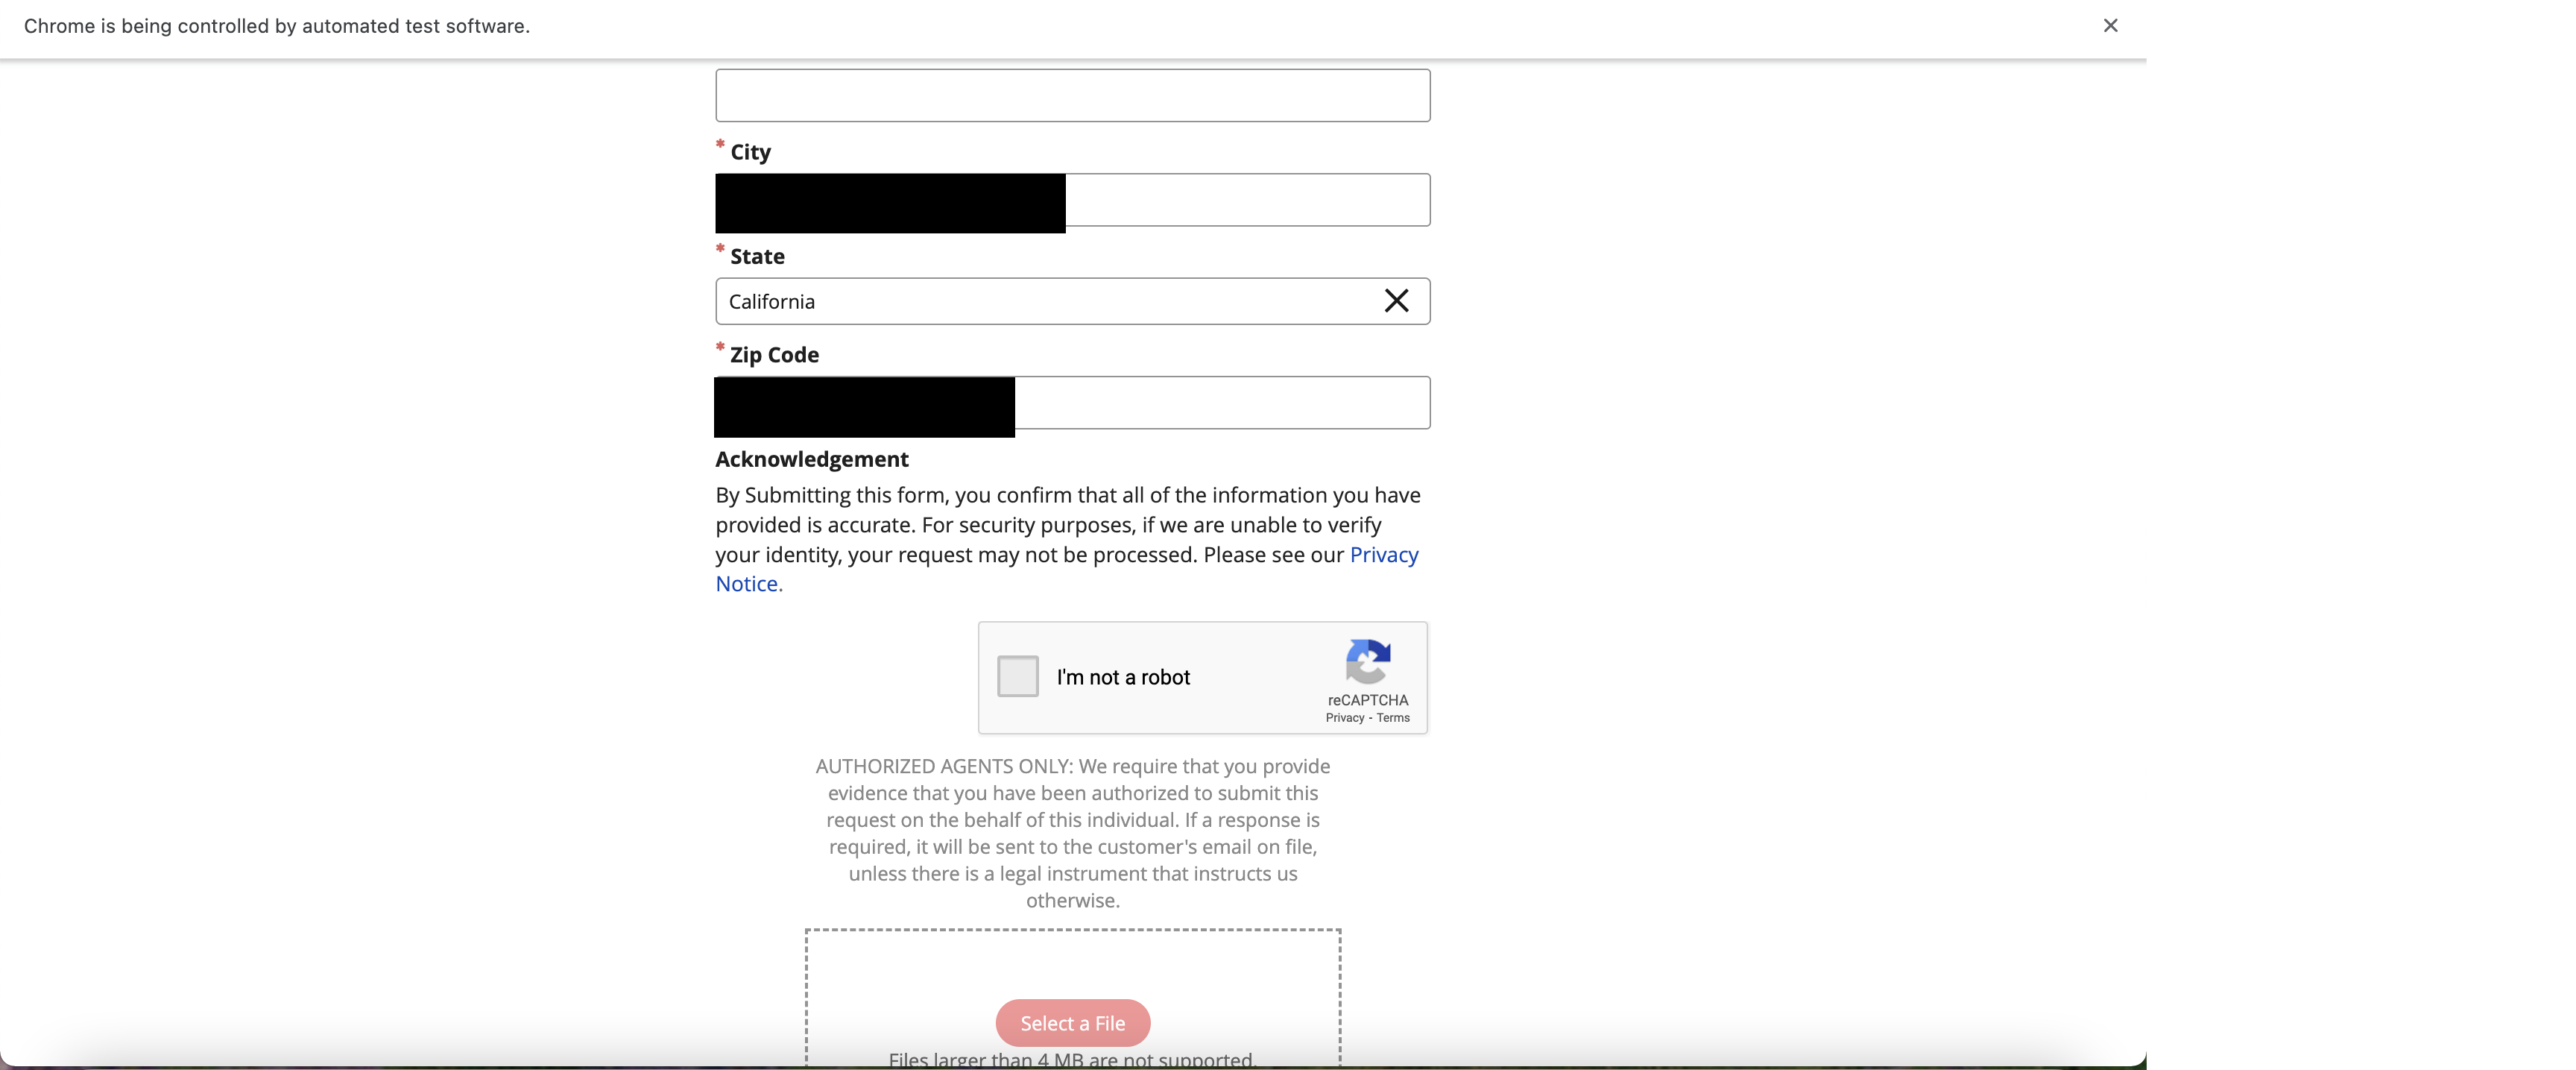 Chrome is being controlled by automated test software.
* City
* State
California
* Zip Code
Acknowledgement
By Submitting this form, you confirm that all of the information you have
provided is accurate. For security purposes, if we are unable to verify
your identity, your request may not be processed. Please see our Privacy
Notice.
I'm not a robot
reCAPTCHA
Privacy - Terms
AUTHORIZED AGENTS ONLY: We require that you provide
evidence that you have been authorized to submit this
request on the behalf of this individual. If a response is
required, it will be sent to the customer's email on file,
unless there is a legal instrument that instructs us
otherwise.
Select a File
Files larger than 4 MB are not supported.